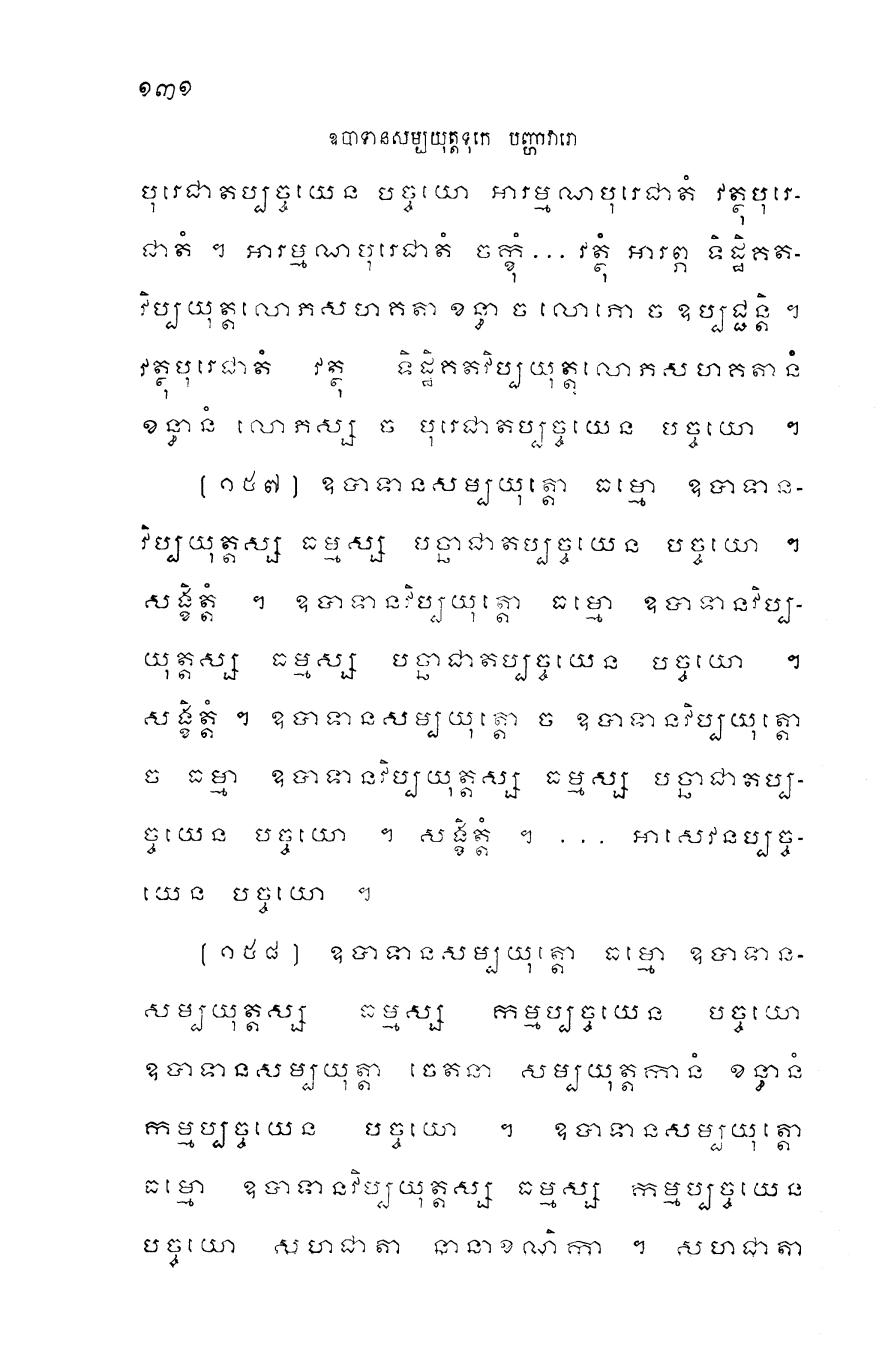 ១៣១
ឧបាទានសម្បយុត្តទុកេ បញ្ហាវារោ
បុរេជាតប្បច្ចយេន បច្ចយោ អារម្មណបុរេជាតំ វត្ថុបុរេ-
ជាតំ ។ អារម្មណបុរេជាតំ ចក្ខុំ... វត្ថុំ អារព្ភ ទិដ្ឋិគត-
វិប្បយុត្តលោភសហគតា ខន្ធា ច លោភោ ច ឧប្បជ្ជន្តិ ។
វត្ថុបុរេជាតំ វត្ថុ ទិដ្ឋិគតវិប្បយុត្តលោភសហគតានំ
ខន្ធានំ លោភស្ស ច បុរេជាតប្បច្ចយេន បច្ចយោ ។
[១៥៧] ឧបាទានសម្បយុត្តោ ធម្មោ ឧបាទាន-
វិប្បយុត្តស្ស ធម្មស្ស បច្ឆាជាតប្បច្ចយេន បច្ចយោ ។
សង្ខិត្តំ ។ ឧបាទានវិប្បយុត្តោ ធម្មោ ឧបាទានវិប្ប-
យុត្តស្ស ធម្មស្ស បច្ឆាជាតប្បច្ចយេន បច្ចយោ ។
សង្ខិត្តំ ។ ឧបាទានសម្បយុត្តោ ច ឧបាទានវិប្បយុត្តោ
ច ធម្មា ឧបាទានវិប្បយុត្តស្ស ធម្មស្ស បច្ឆាជាតប្ប-
ច្ចយេន បច្ចយោ ។ សង្ខិត្តំ ។ ... អាសេវនប្បច្ច-
យេន បច្ចយោ ។
[១៥៨] ឧបាទានសម្បយុត្តោ ធម្មោ ឧបាទាន-
សម្បយុត្តស្ស ធម្មស្ស កម្មប្បច្ចយេន បច្ចយោ
ឧបាទានសម្បយុត្តា ចេតនា សម្បយុត្តកានំ ខន្ធានំ
កម្មប្បច្ចយេន បច្ចយោ ។ ឧបាទានសម្បយុត្តោ
ធម្មោ ឧបាទានវិប្បយុត្តស្ស ធម្មស្ស កម្មប្បច្ចយេន
បច្ចយោ សហជាតា នានាខណិកា ។ សហជាតា